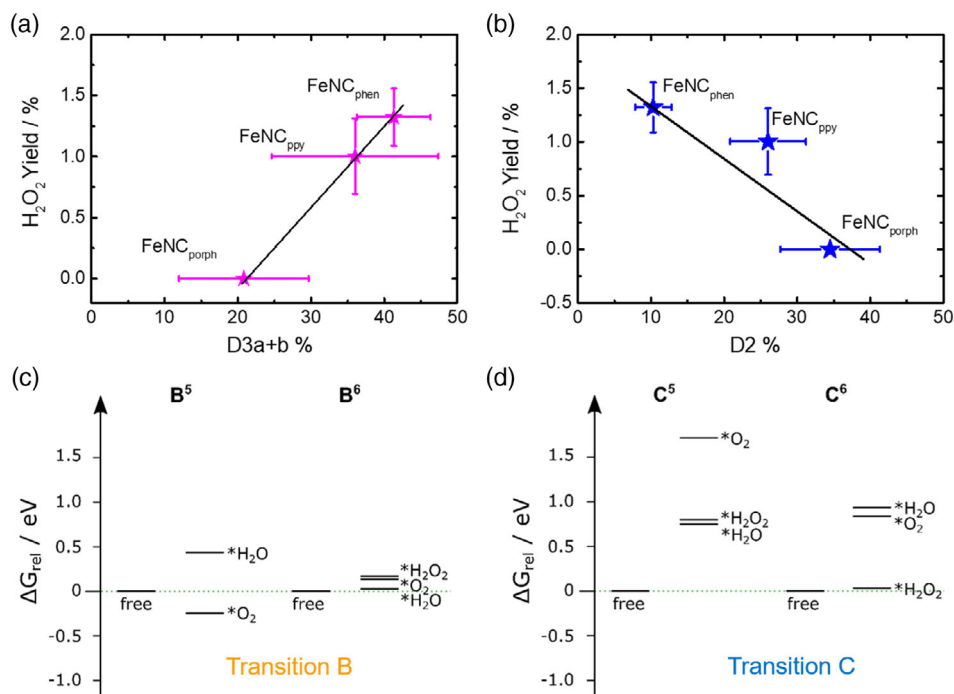 (a)
2.0
1.5
1.0
0.5
0.0
H₂O₂ Yield / %
FeNCphen
FeNCppy
FeNCporph
0 10 20 30 40 50
D3a+b %
(b)
2.0
1.5
1.0
0.5
0.0
-0.5
H₂O₂ Yield / %
FeNCphen
FeNCppy
FeNCporph
0 10 20 30 40 50
D2 %
(c)
B⁵ B⁶
1.5
1.0
0.5
0
-0.5
-1.0
ΔGrel / eV
free
*H₂O
*O₂
free
*H₂O₂
*O₂
*H₂O
Transition B
(d)
C⁵ C⁶
1.5
1.0
0.5
0
-0.5
-1.0
ΔGrel / eV
free
*O₂
*H₂O₂
*H₂O
free
*H₂O
*O₂
*H₂O₂
Transition C